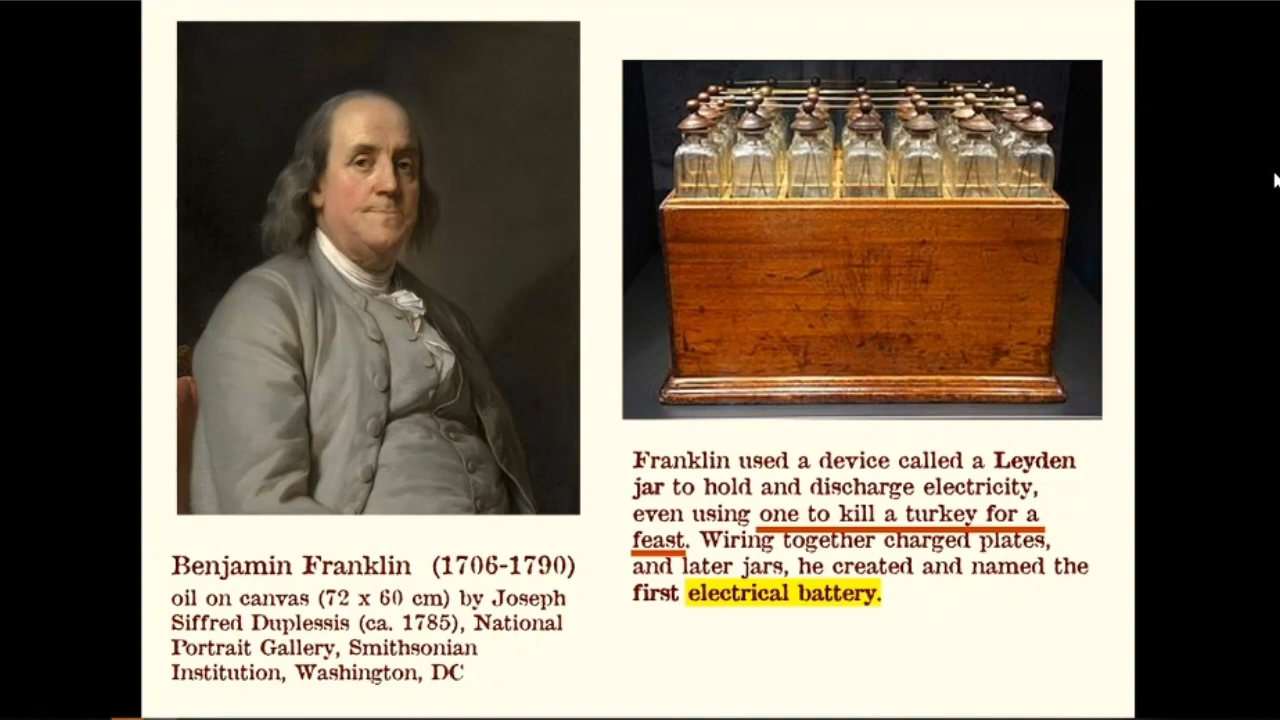 Benjamin Franklin (1706-1790)
oil on canvas (72 x 60 cm) by Joseph
Siffred Duplessis (ca. 1785), National
Portrait Gallery, Smithsonian
Institution, Washington, DC
Franklin used a device called a Leyden
jar to hold and discharge electricity,
even using one to kill a turkey for a
feast. Wiring together charged plates,
and later jars, he created and named the
first electrical battery.